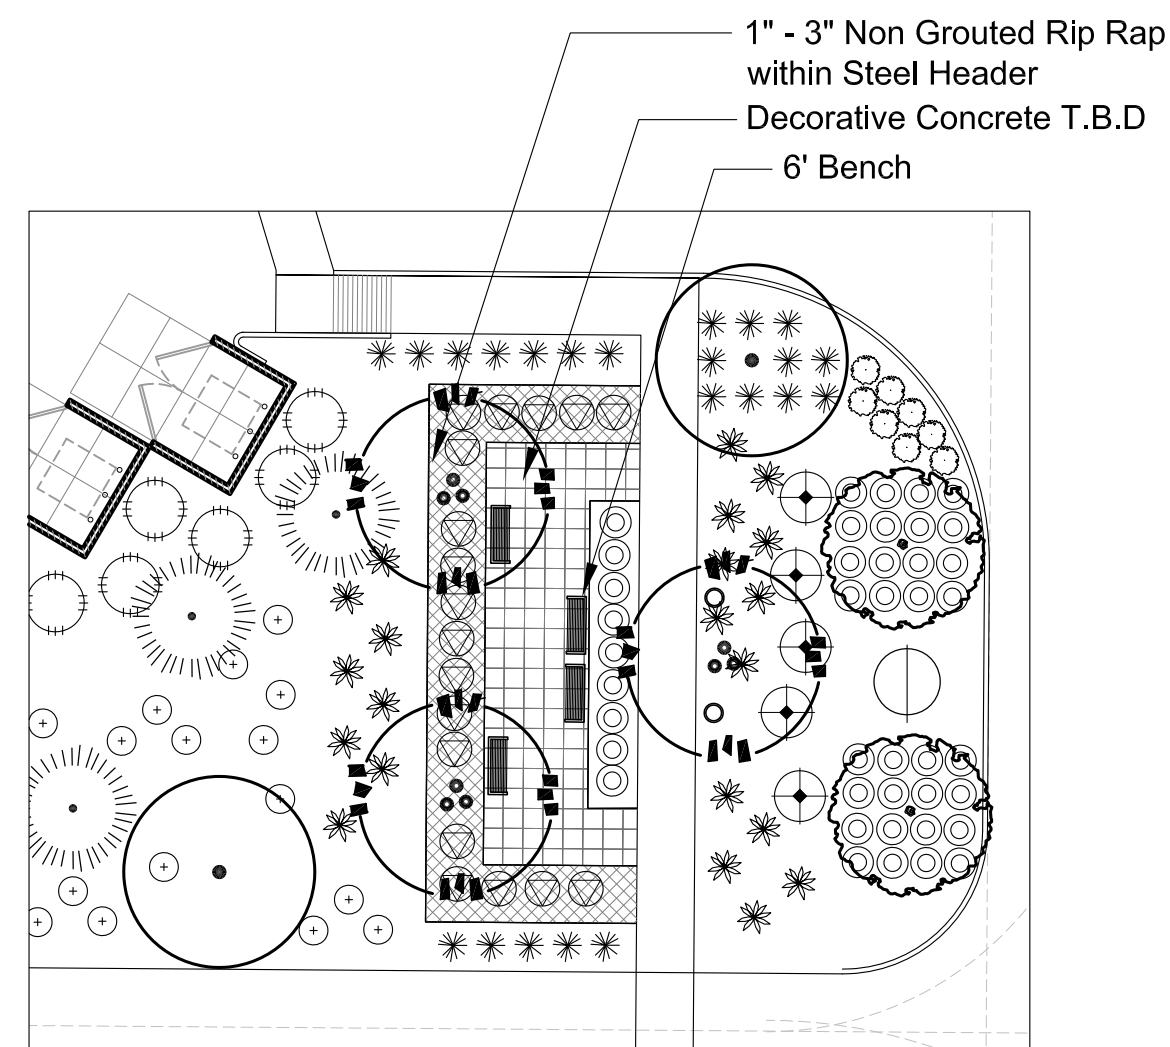 1" - 3" Non Grouted Rip Rap
within Steel Header
Decorative Concrete T.B.D
6' Bench